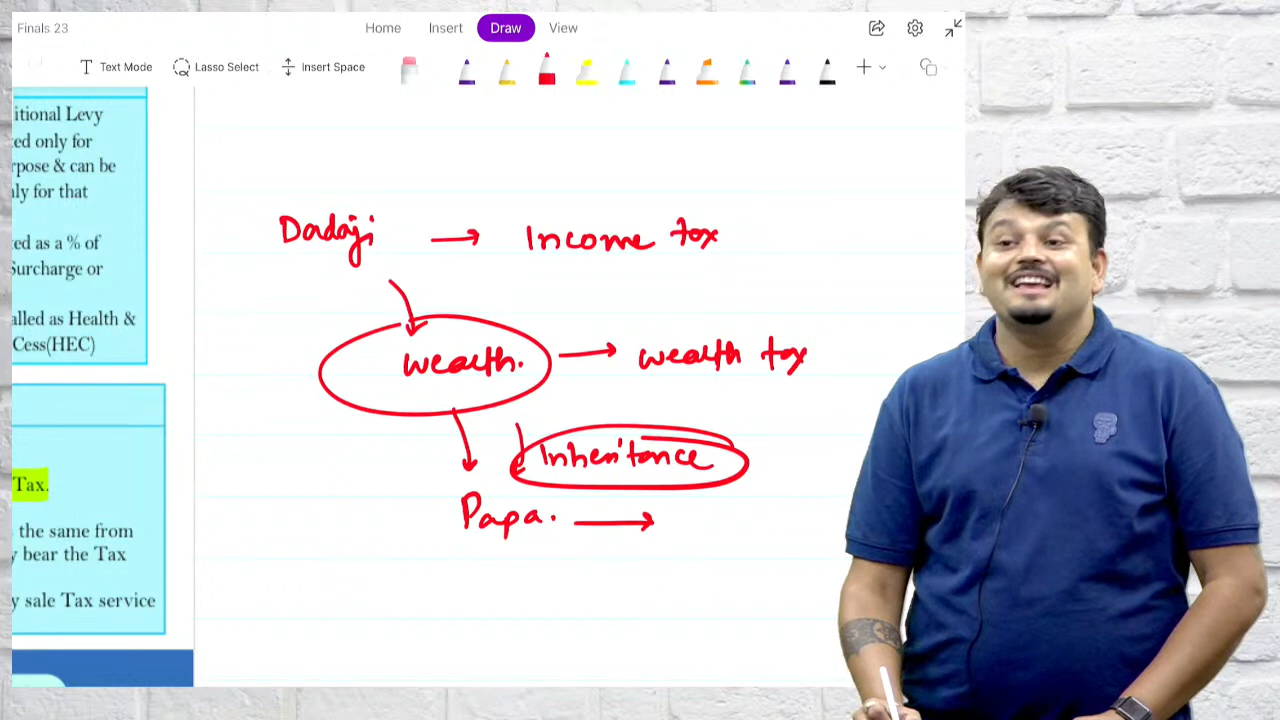 Finals 23
Home Insert Draw View
Text Mode Lasso Select Insert Space
itional Levy
ed only for
rpose & can be
ly for that
ed as a % of
Surcharge or
alled as Health &
Cess(HEC)
Tax.
the same from
y bear the Tax
y sale Tax service
Dadaji → Income tax
wealth. → wealth tax
Inheritance
Papa. →